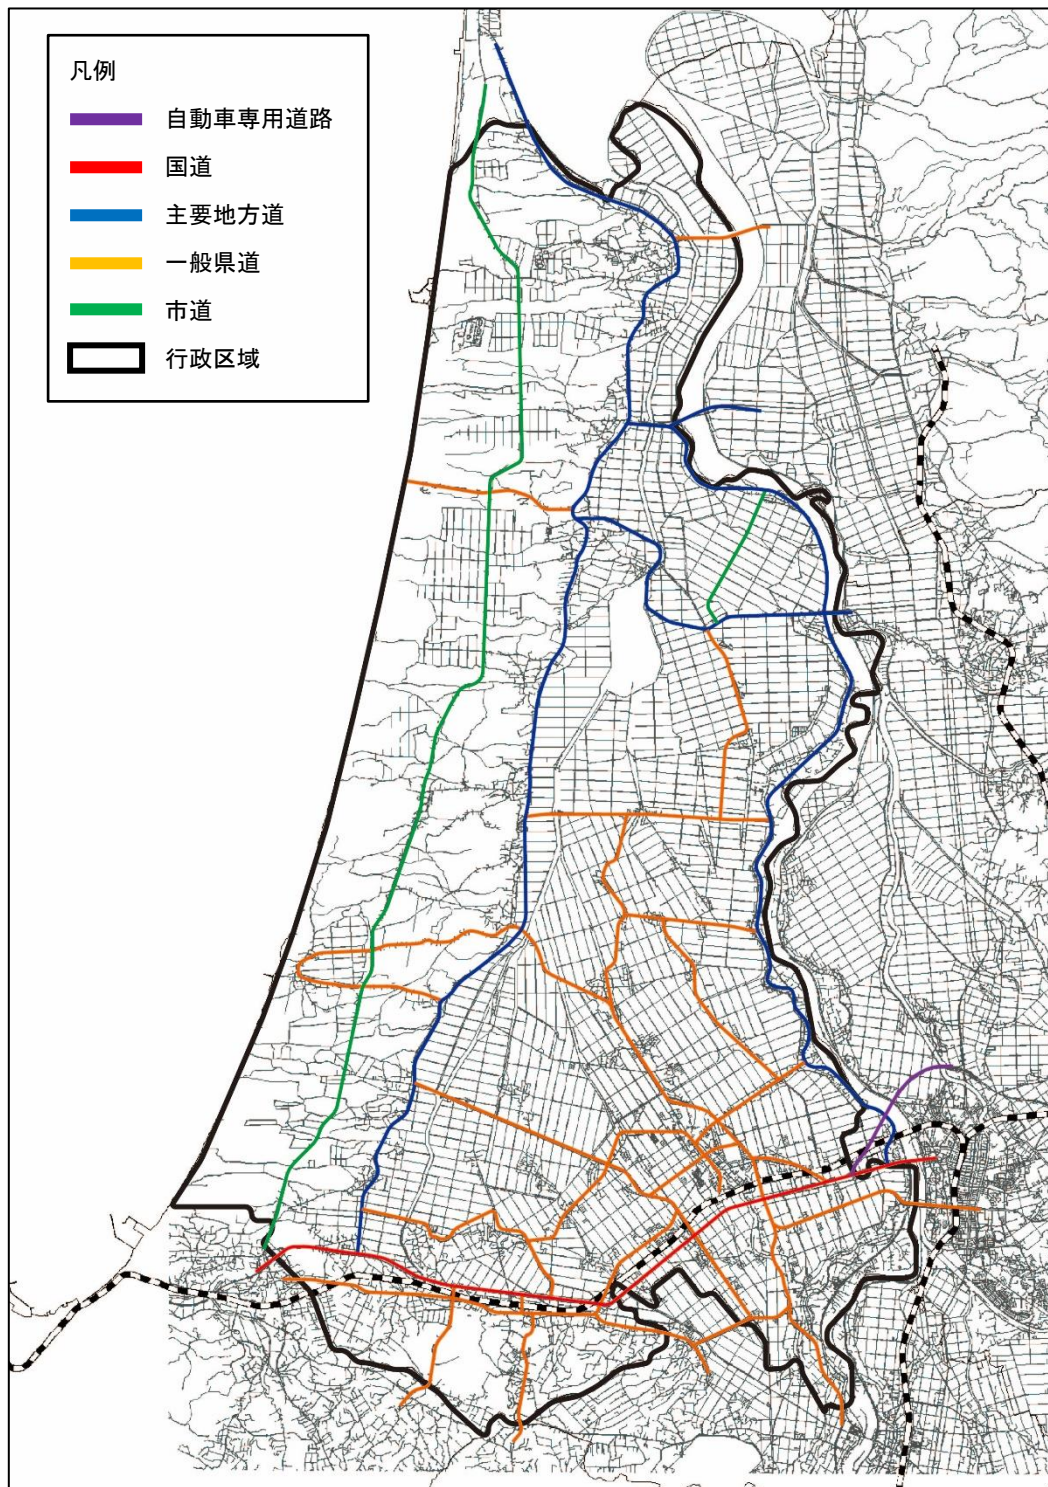 凡例
自動車専用道路
国道
主要地方道
一般県道
市道
行政区域